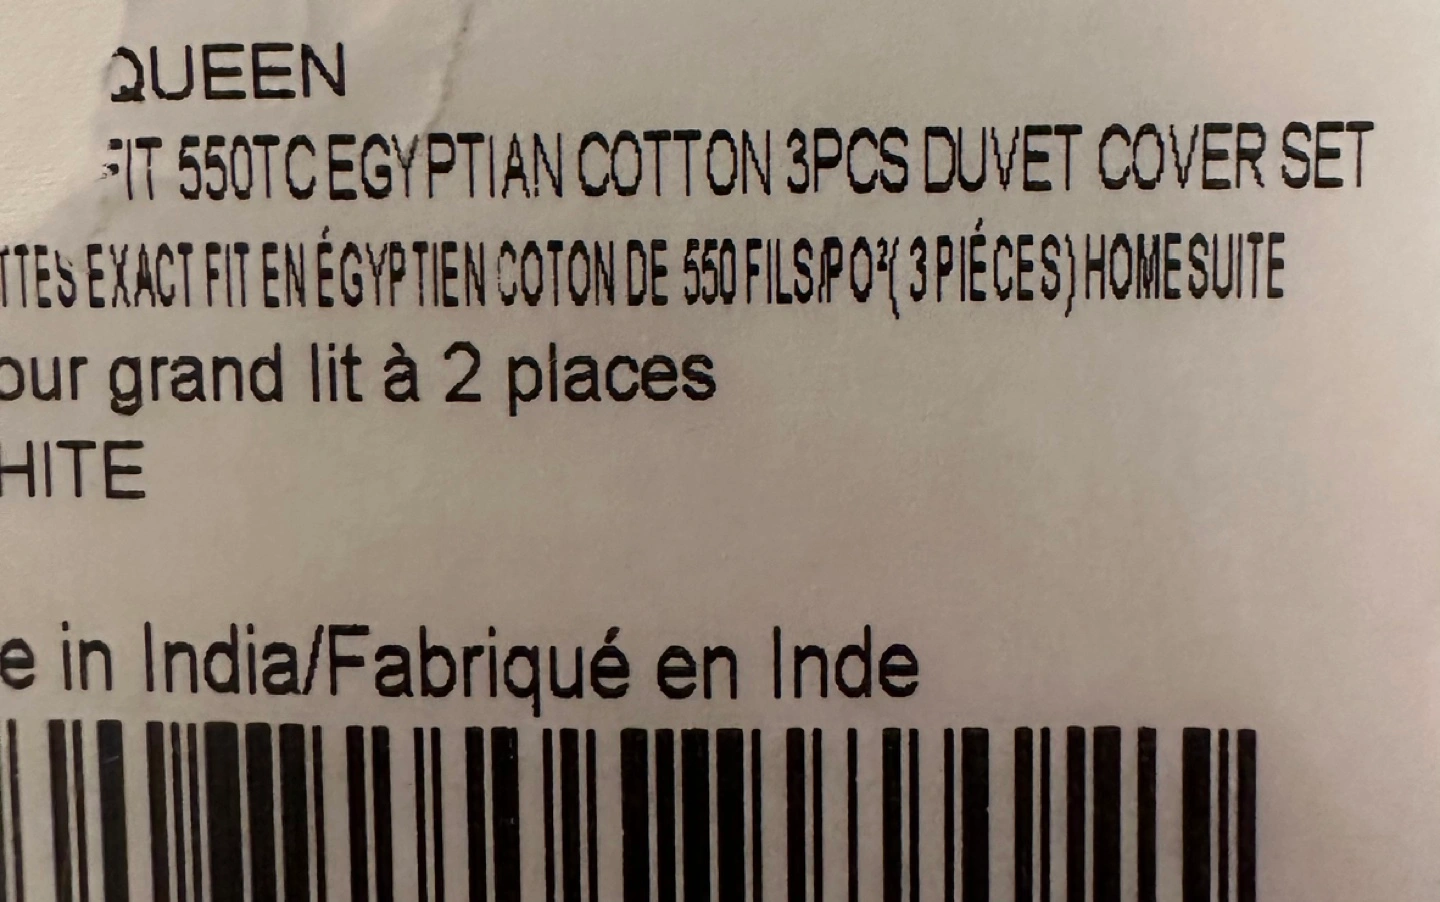 QUEEN
FIT 550TC EGYPTIAN COTTON 3PCS DUVET COVER SET
TTES EXACT FIT EN ÉGYPTIEN COTON DE 550 FILS/PO²( 3 PIÉCES) HOMESUITE
our grand lit à 2 places
HITE
e in India/Fabriqué en Inde